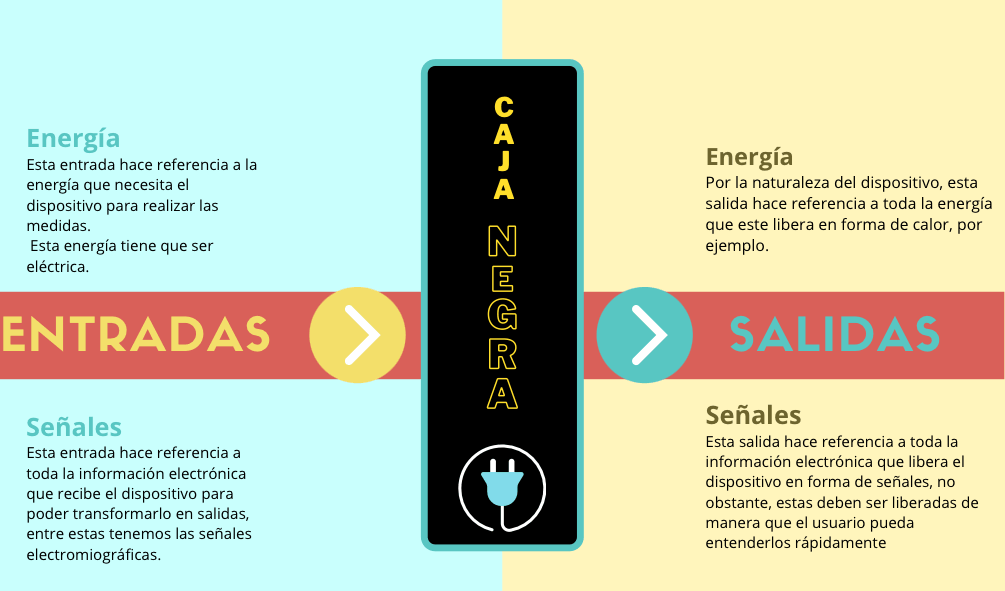 Energía
Esta entrada hace referencia a la
energía que necesita el
dispositivo para realizar las
medidas.
Esta energía tiene que ser
eléctrica.
ENTRADAS
Señales
Esta entrada hace referencia a
toda la información electrónica
que recibe el dispositivo para
poder transformarlo en salidas,
entre estas tenemos las señales
electromiográficas.
CAJA
NEGRA
Energía
Por la naturaleza del dispositivo, esta
salida hace referencia a toda la energía
que este libera en forma de calor, por
ejemplo.
SALIDAS
Señales
Esta salida hace referencia a toda la
información electrónica que libera el
dispositivo en forma de señales, no
obstante, estas deben ser liberadas de
manera que el usuario pueda
entenderlos rápidamente